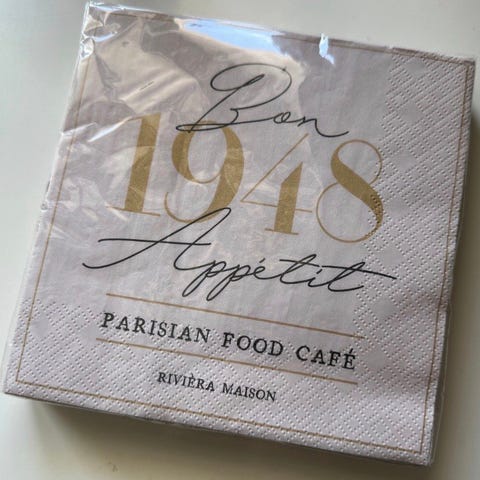 Bon
1948
Appétit
PARISIAN FOOD CAFÉ
RIVIÈRA MAISON